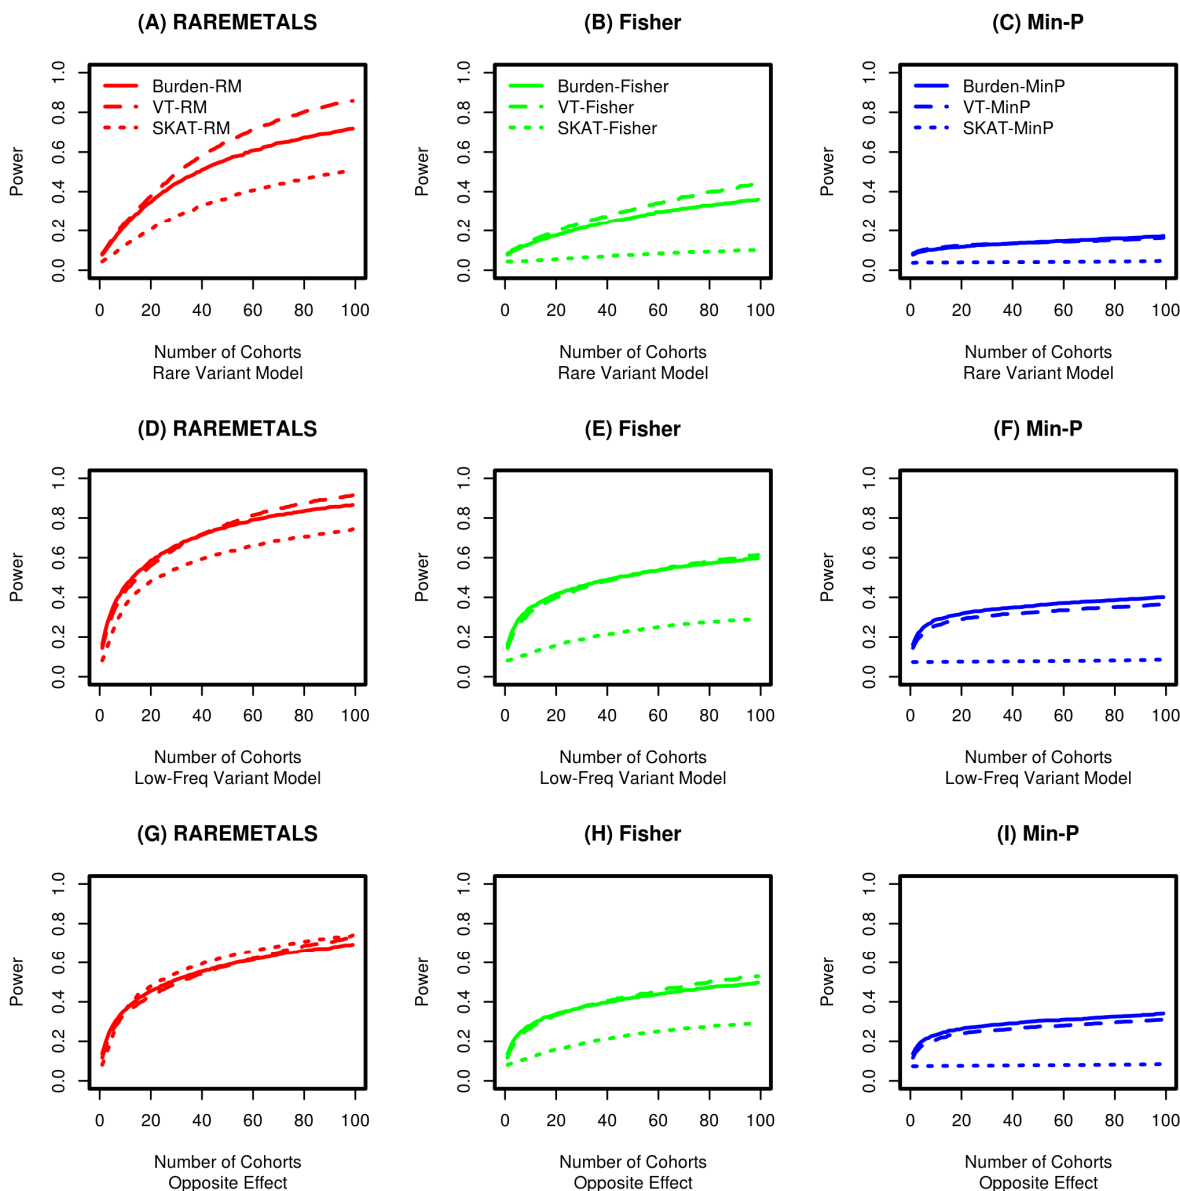 (A) RAREMETALS
Power
1.0
0.8
0.6
0.4
0.2
0.0
Burden-RM
VT-RM
SKAT-RM
0 20 40 60 80 100
Number of Cohorts
Rare Variant Model
(B) Fisher
Power
1.0
0.8
0.6
0.4
0.2
0.0
Burden-Fisher
VT-Fisher
SKAT-Fisher
0 20 40 60 80 100
Number of Cohorts
Rare Variant Model
(C) Min-P
Power
1.0
0.8
0.6
0.4
0.2
0.0
Burden-MinP
VT-MinP
SKAT-MinP
0 20 40 60 80 100
Number of Cohorts
Rare Variant Model
(D) RAREMETALS
Power
1.0
0.8
0.6
0.4
0.2
0.0
0 20 40 60 80 100
Number of Cohorts
Low-Freq Variant Model
(E) Fisher
Power
1.0
0.8
0.6
0.4
0.2
0.0
0 20 40 60 80 100
Number of Cohorts
Low-Freq Variant Model
(F) Min-P
Power
1.0
0.8
0.6
0.4
0.2
0.0
0 20 40 60 80 100
Number of Cohorts
Low-Freq Variant Model
(G) RAREMETALS
Power
1.0
0.8
0.6
0.4
0.2
0.0
0 20 40 60 80 100
Number of Cohorts
Opposite Effect
(H) Fisher
Power
1.0
0.8
0.6
0.4
0.2
0.0
0 20 40 60 80 100
Number of Cohorts
Opposite Effect
(I) Min-P
Power
1.0
0.8
0.6
0.4
0.2
0.0
0 20 40 60 80 100
Number of Cohorts
Opposite Effect